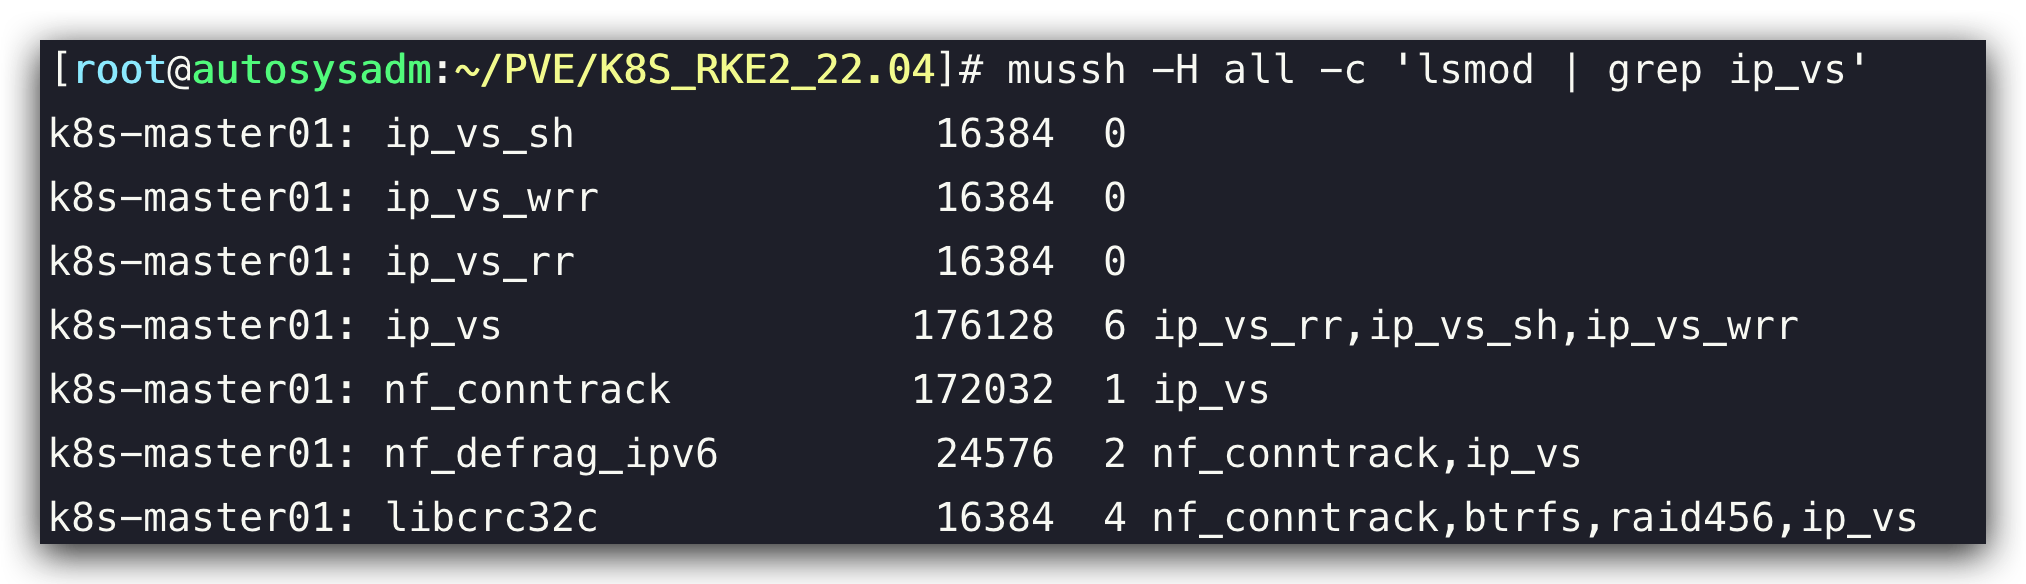 [root@autosysadm:~/PVE/K8S_RKE2_22.04]# mussh -H all -c 'lsmod | grep ip_vs'
k8s-master01: ip_vs_sh               16384  0
k8s-master01: ip_vs_wrr              16384  0
k8s-master01: ip_vs_rr               16384  0
k8s-master01: ip_vs                 176128  6 ip_vs_rr,ip_vs_sh,ip_vs_wrr
k8s-master01: nf_conntrack          172032  1 ip_vs
k8s-master01: nf_defrag_ipv6         24576  2 nf_conntrack,ip_vs
k8s-master01: libcrc32c              16384  4 nf_conntrack,btrfs,raid456,ip_vs